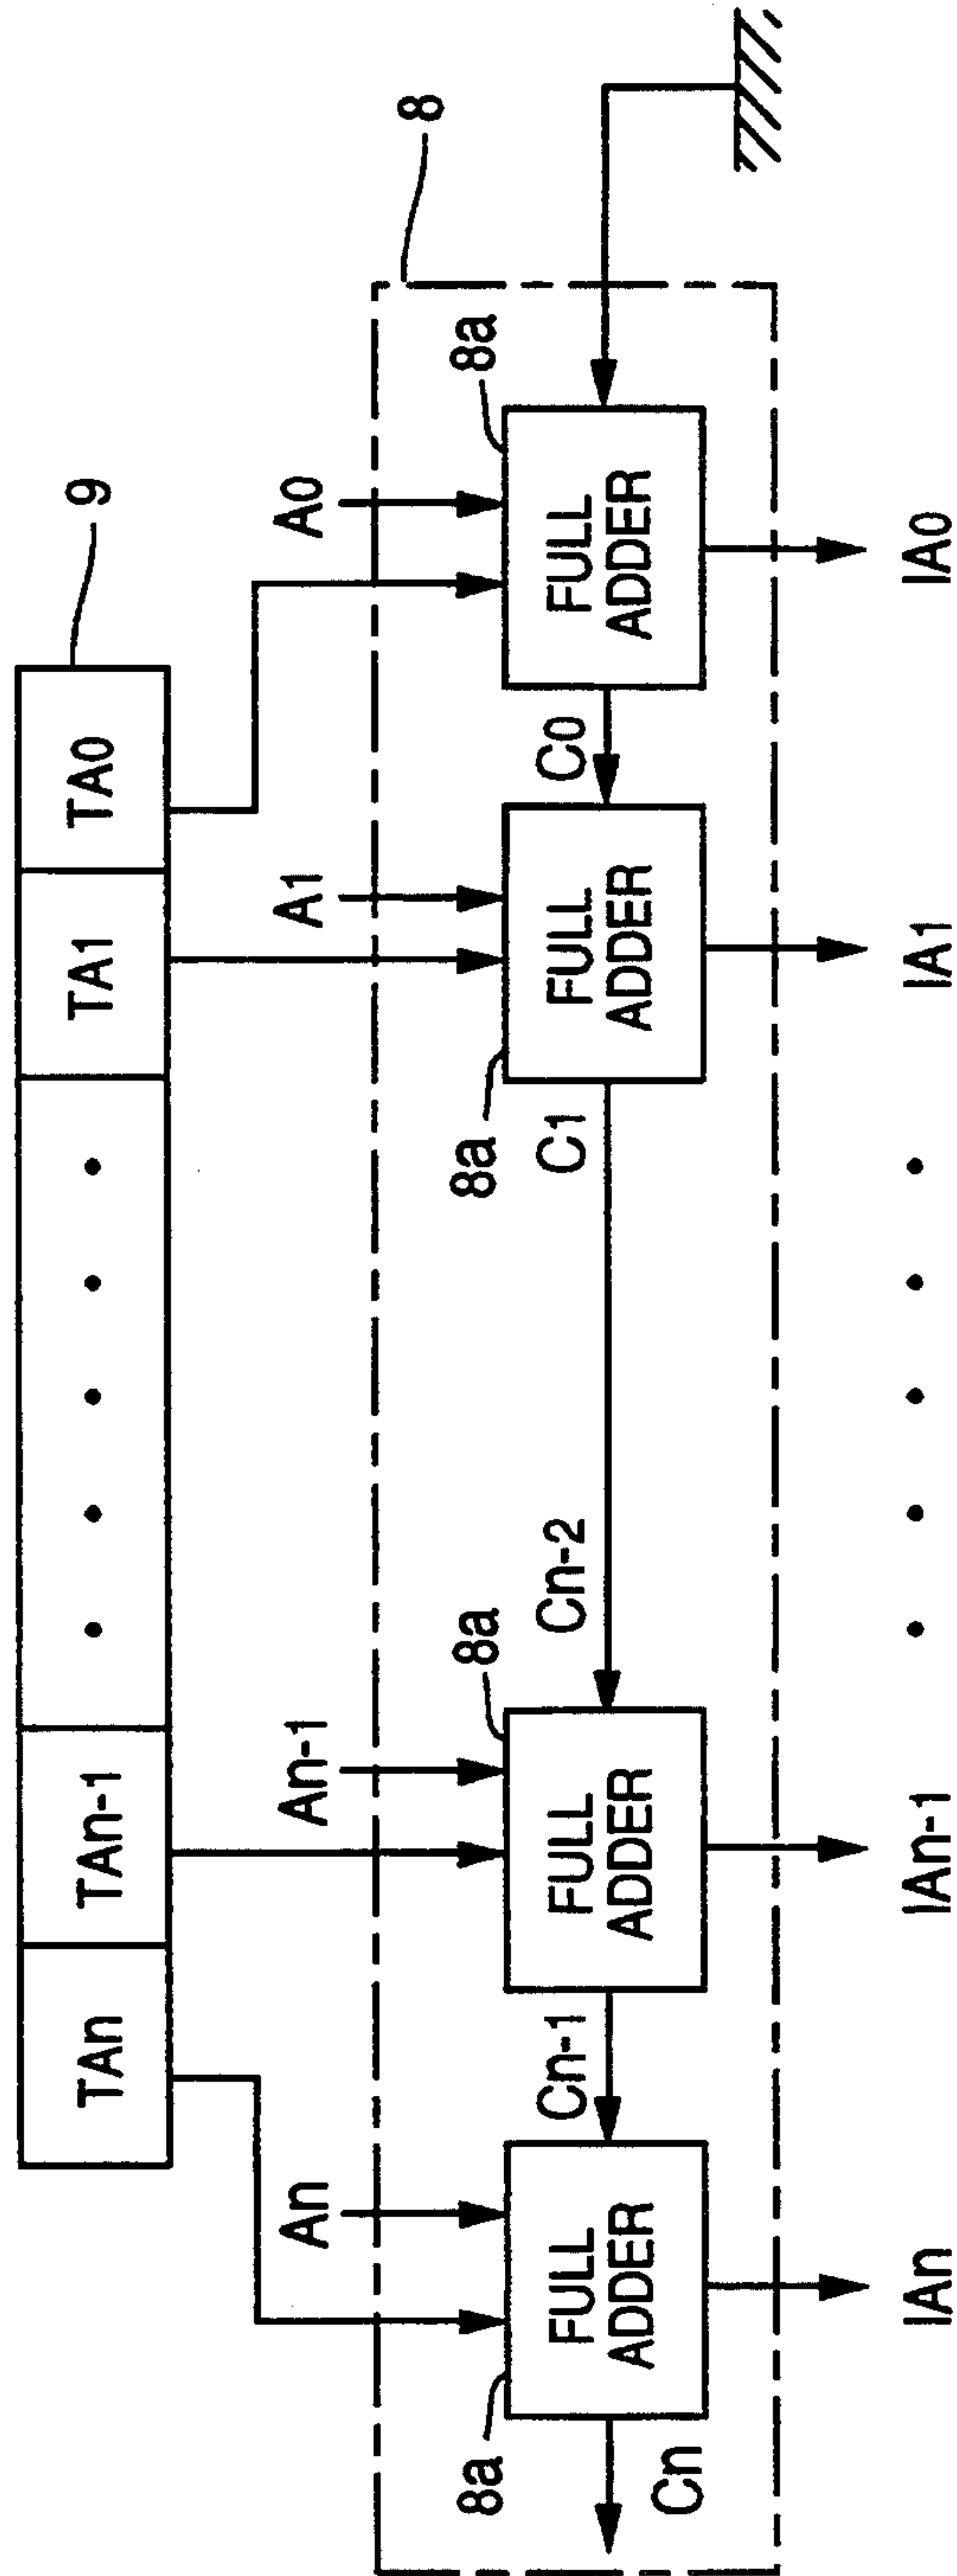 9
TAn TAn-1 • • • • • TA1 TA0
8
An An-1 A1 A0
8a 8a 8a 8a
FULL ADDER
FULL ADDER
FULL ADDER
FULL ADDER
Cn Cn-1 Cn-2 C1 C0
IAn IAn-1 • • • • • IA1 IA0